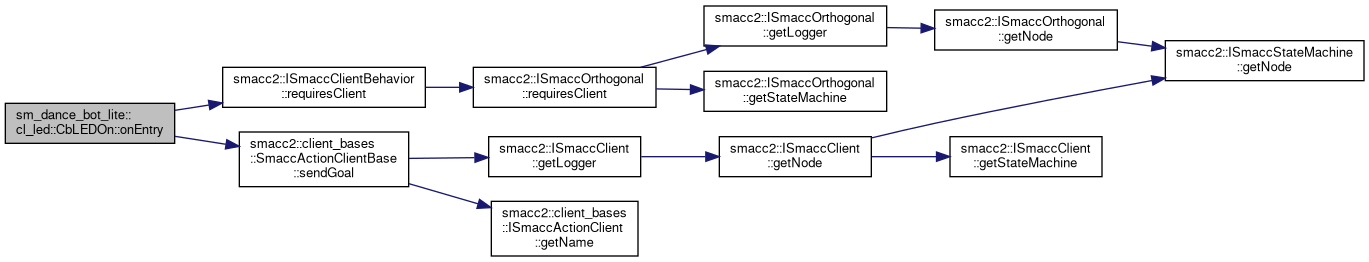 sm_dance_bot_lite::
cl_led::CbLEDOn::onEntry
smacc2::ISmaccClientBehavior
::requiresClient
smacc2::ISmaccOrthogonal
::requiresClient
smacc2::ISmaccOrthogonal
::getLogger
smacc2::ISmaccOrthogonal
::getNode
smacc2::ISmaccStateMachine
::getNode
smacc2::ISmaccOrthogonal
::getStateMachine
smacc2::client_bases
::SmaccActionClientBase
::sendGoal
smacc2::ISmaccClient
::getLogger
smacc2::ISmaccClient
::getNode
smacc2::ISmaccClient
::getStateMachine
smacc2::client_bases
::ISmaccActionClient
::getName